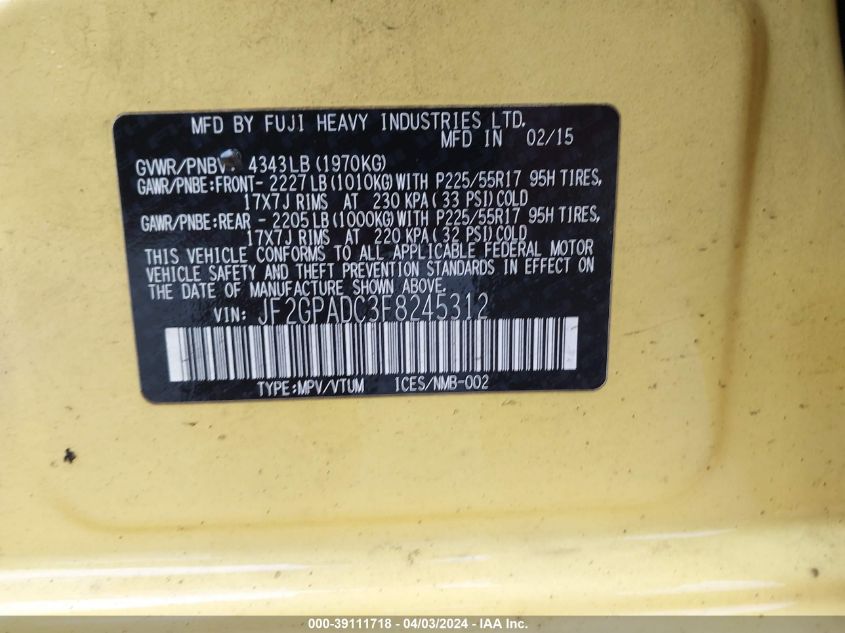 MFD BY FUJI HEAVY INDUSTRIES LTD.
MFD IN 02/15
GVWR/PNBV: 4343LB (1970KG)
GAWR/PNBE:FRONT- 2227LB (1010KG) WITH P225/55R17 95H TIRES,
17X7J RIMS AT 230 KPA ( 33 PSI) COLD
GAWR/PNBE:REAR - 2205LB (1000KG) WITH P225/55R17 95H TIRES,
17X7J RIMS AT 220 KPA ( 32 PSI) COLD
THIS VEHICLE CONFORMS TO ALL APPLICABLE FEDERAL MOTOR
VEHICLE SAFETY AND THEFT PREVENTION STANDARDS IN EFFECT ON
THE DATE OF MANUFACTURE SHOWN ABOVE.
VIN: JF2GPADC3F8245312
TYPE:MPV/VTUM ICES/NMB-002
000-39111718 - 04/03/2024 - IAA Inc.